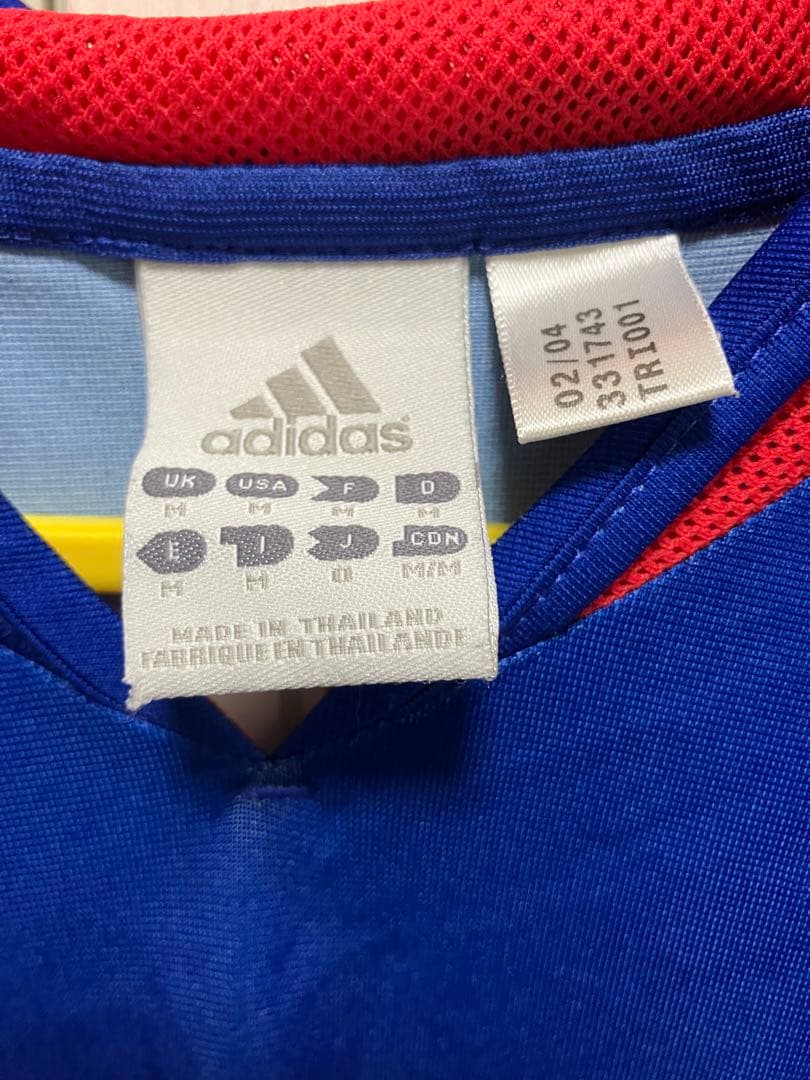 adidas
UK USA F D
M M M M
E I J CDN
M M O M/M
MADE IN THAILAND
FABRIQUE EN THAILANDE
02/04
331743
TRI001